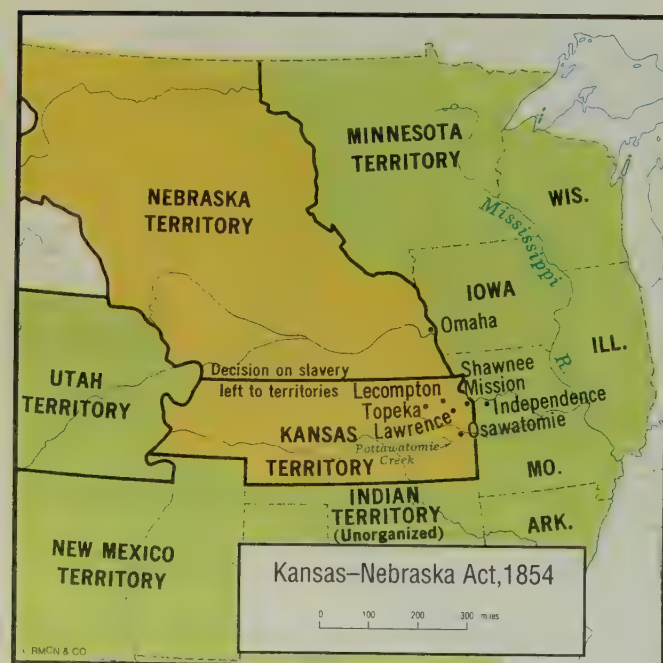 MINNESOTA
TERRITORY
NEBRASKA
TERRITORY
WIS.
Mississippi
R.
IOWA
Omaha
ILL.
UTAH
TERRITORY
Decision on slavery
left to territories
Shawnee
Mission
Lecompton
Independence
Topeka
Lawrence
Osawatomie
KANSAS
TERRITORY
Pottawatomie
Creek
MO.
INDIAN
TERRITORY
(Unorganized)
ARK.
NEW MEXICO
TERRITORY
Kansas–Nebraska Act,1854
0 100 200 300 miles
RMCN & CO